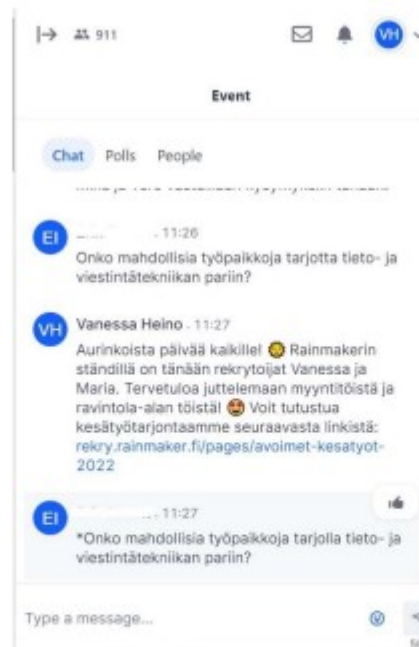 911
VH
Event
Chat Polls People
EI
11:26
Onko mahdollisia työpaikkoja tarjotta tieto- ja
viestintätekniikan pariin?
VH
Vanessa Heino . 11:27
Aurinkoista päivää kaikille! 🌞 Rainmakerin
ständillä on tänään rekrytoijat Vanessa ja
Maria. Tervetuloa juttelemaan myyntitöistä ja
ravintola-alan töistä! 🤩 Voit tutustua
kesätyötarjontaamme seuraavasta linkistä:
rekry.rainmaker.fi/pages/avoimet-kesatyot-
2022
EI
11:27
*Onko mahdollisia työpaikkoja tarjolla tieto- ja
viestintätekniikan pariin?
Type a message...